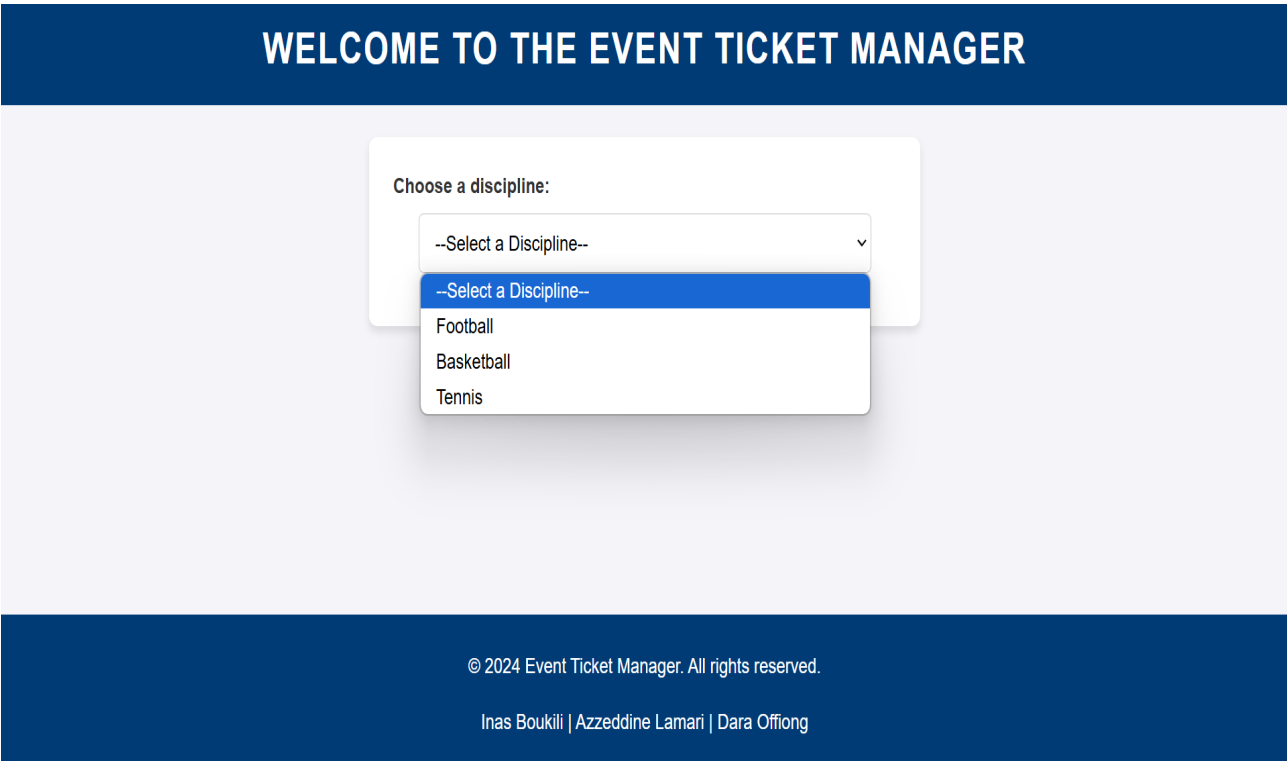 WELCOME TO THE EVENT TICKET MANAGER
Choose a discipline:
--Select a Discipline--
--Select a Discipline--
Football
Basketball
Tennis
© 2024 Event Ticket Manager. All rights reserved.
Inas Boukili | Azzeddine Lamari | Dara Offiong